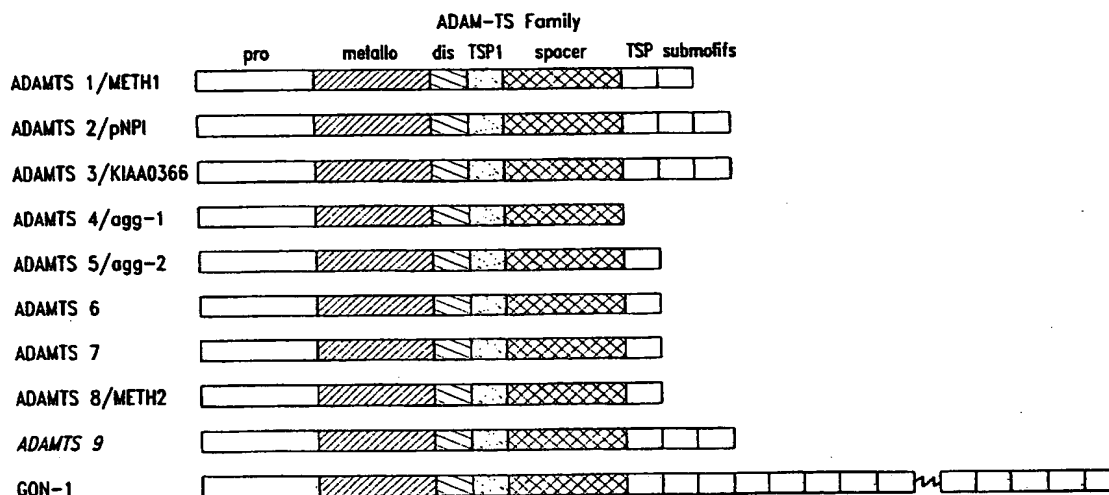 ADAM-TS Family
pro metallo dis TSP1 spacer TSP submotifs
ADAMTS 1/METH1
ADAMTS 2/pNPI
ADAMTS 3/KIAA0366
ADAMTS 4/agg-1
ADAMTS 5/agg-2
ADAMTS 6
ADAMTS 7
ADAMTS 8/METH2
ADAMTS 9
GON-1